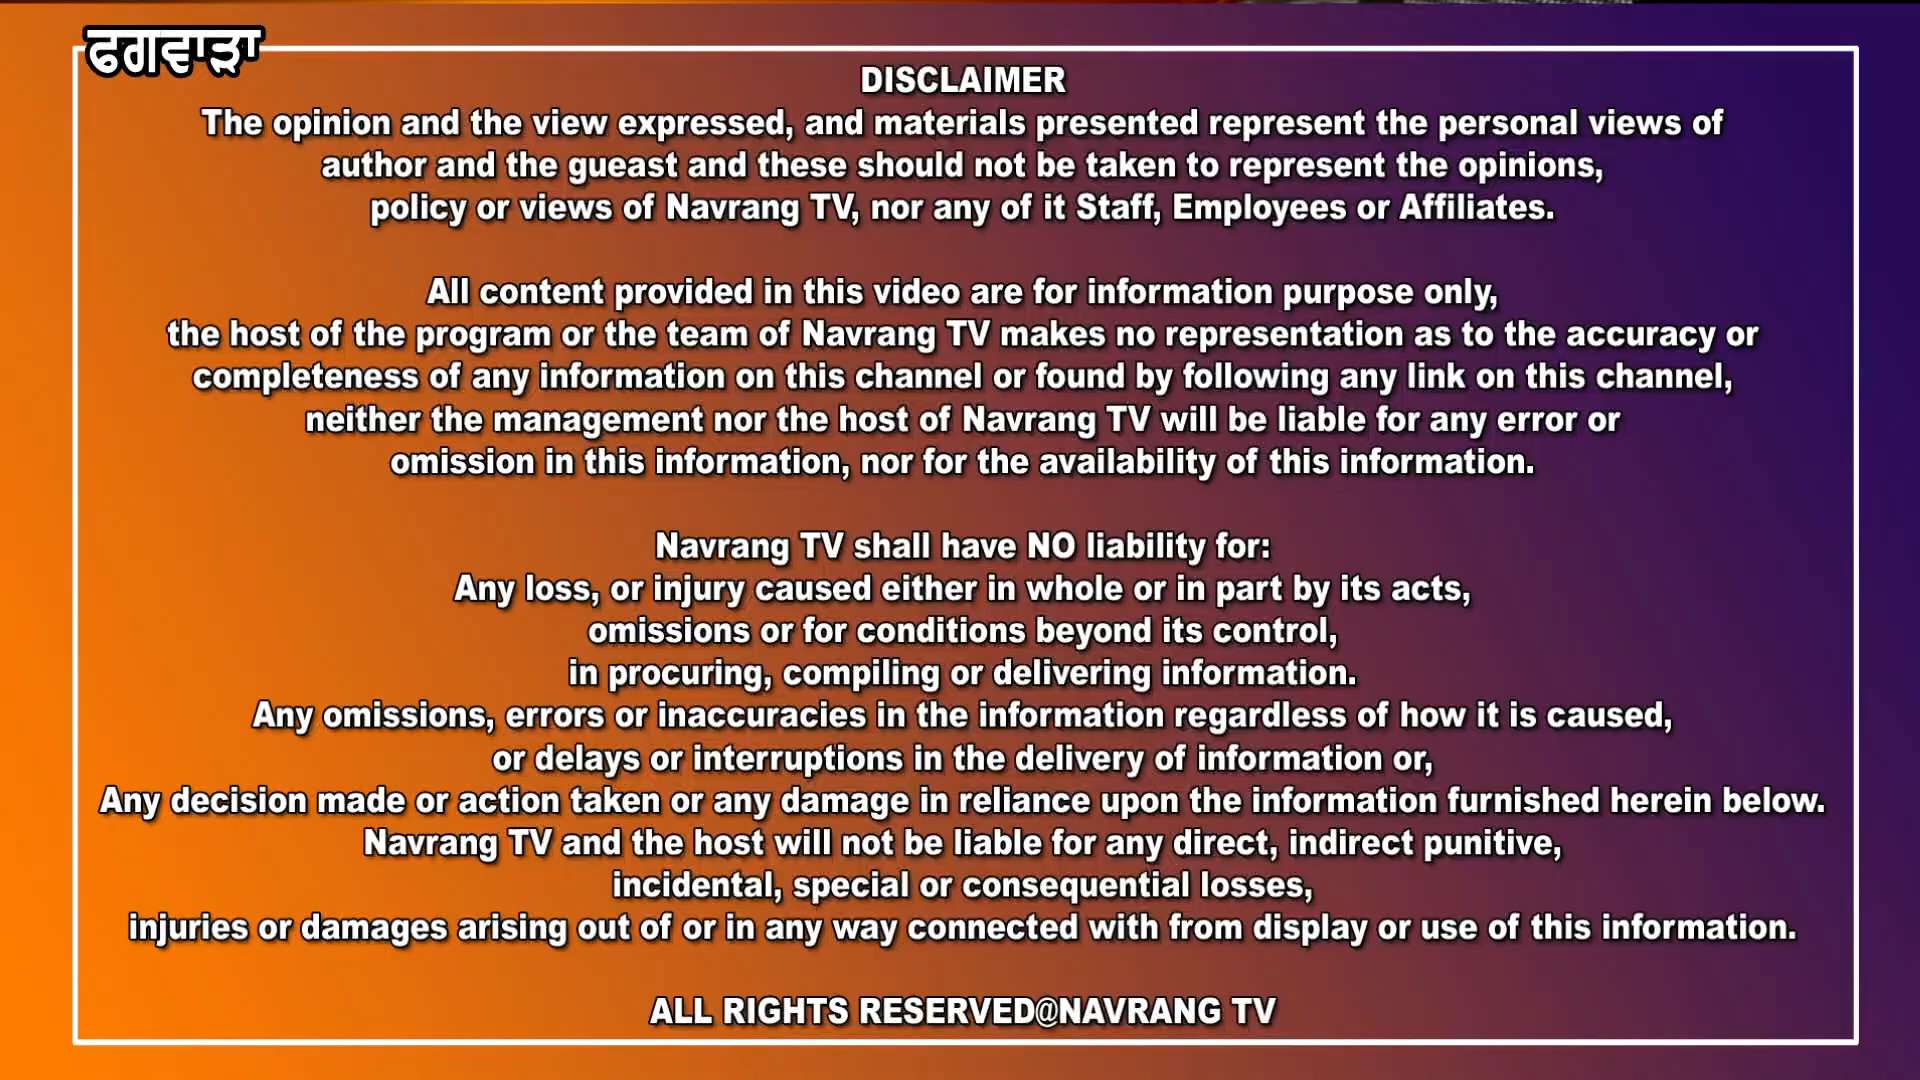 ਫਗਵਾੜਾ
DISCLAIMER
The opinion and the view expressed, and materials presented represent the personal views of
author and the gueast and these should not be taken to represent the opinions,
policy or views of Navrang TV, nor any of it Staff, Employees or Affiliates.
All content provided in this video are for information purpose only,
the host of the program or the team of Navrang TV makes no representation as to the accuracy or
completeness of any information on this channel or found by following any link on this channel,
neither the management nor the host of Navrang TV will be liable for any error or
omission in this information, nor for the availability of this information.
Navrang TV shall have NO liability for:
Any loss, or injury caused either in whole or in part by its acts,
omissions or for conditions beyond its control,
in procuring, compiling or delivering information.
Any omissions, errors or inaccuracies in the information regardless of how it is caused,
or delays or interruptions in the delivery of information or,
Any decision made or action taken or any damage in reliance upon the information furnished herein below.
Navrang TV and the host will not be liable for any direct, indirect punitive,
incidental, special or consequential losses,
injuries or damages arising out of or in any way connected with from display or use of this information.
ALL RIGHTS RESERVED@NAVRANG TV